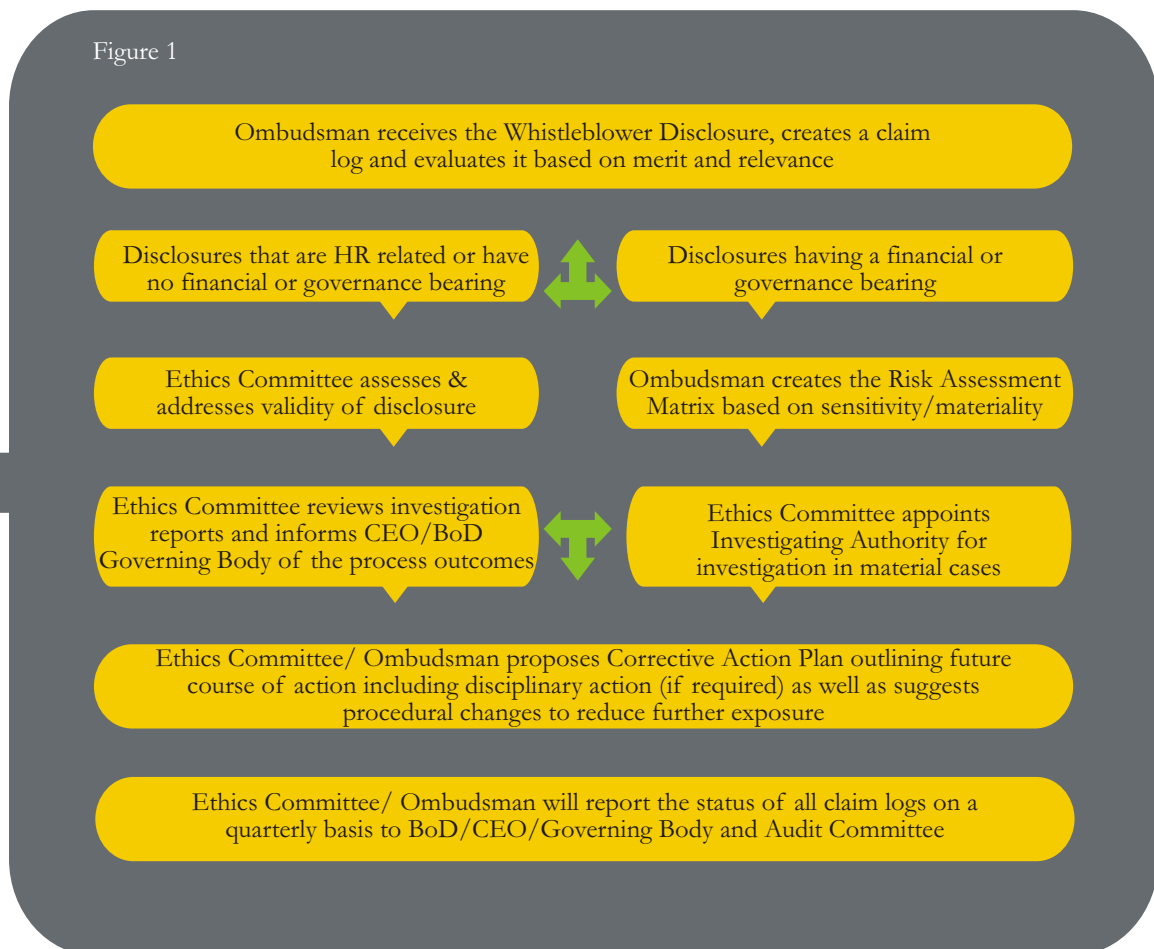 Figure 1
Ombudsman receives the Whistleblower Disclosure, creates a claim
log and evaluates it based on merit and relevance
Disclosures that are HR related or have
no financial or governance bearing
Disclosures having a financial or
governance bearing
Ethics Committee assesses &
addresses validity of disclosure
Ombudsman creates the Risk Assessment
Matrix based on sensitivity/materiality
Ethics Committee reviews investigation
reports and informs CEO/BoD
Governing Body of the process outcomes
Ethics Committee appoints
Investigating Authority for
investigation in material cases
Ethics Committee/ Ombudsman proposes Corrective Action Plan outlining future
course of action including disciplinary action (if required) as well as suggests
procedural changes to reduce further exposure
Ethics Committee/ Ombudsman will report the status of all claim logs on a
quarterly basis to BoD/CEO/Governing Body and Audit Committee